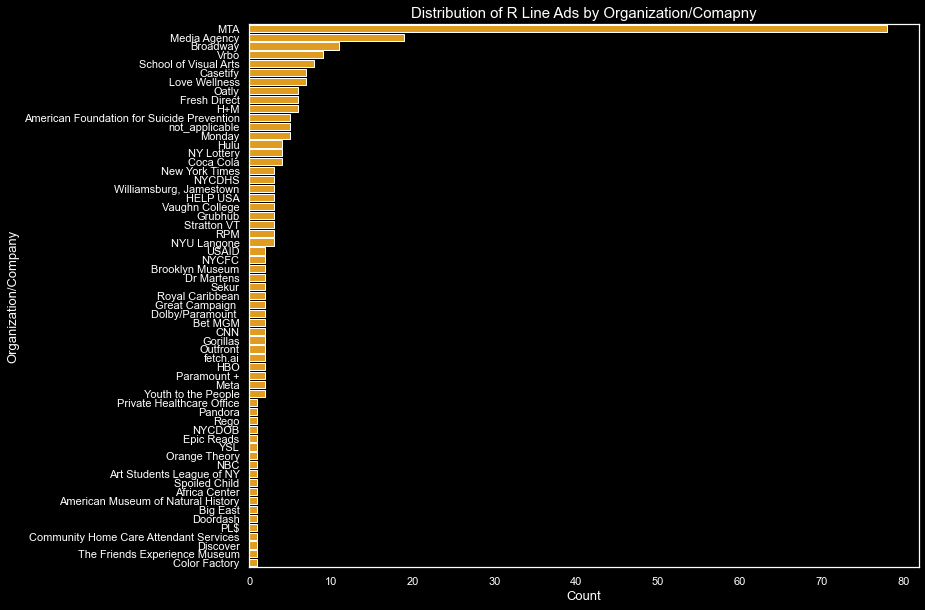 Distribution of R Line Ads by Organization/Comapny
Organization/Company
MTA
Media Agency
Broadway
Vrbo
School of Visual Arts
Casetify
Love Wellness
Oatly
Fresh Direct
H+M
American Foundation for Suicide Prevention
not_applicable
Monday
Hulu
NY Lottery
Coca Cola
New York Times
NYCDHS
Williamsburg, Jamestown
HELP USA
Vaughn College
Grubhub
Stratton VT
RPM
NYU Langone
USAID
NYCFC
Brooklyn Museum
Dr Martens
Sekur
Royal Caribbean
Great Campaign
Dolby/Paramount
Bet MGM
CNN
Gorillas
Outfront
fetch.ai
HBO
Paramount +
Meta
Youth to the People
Private Healthcare Office
Pandora
Rego
NYCDOB
Epic Reads
YSL
Orange Theory
NBC
Art Students League of NY
Spoiled Child
Africa Center
American Museum of Natural History
Big East
Doordash
PL$
Community Home Care Attendant Services
Discover
The Friends Experience Museum
Color Factory
0 10 20 30 40 50 60 70 80
Count